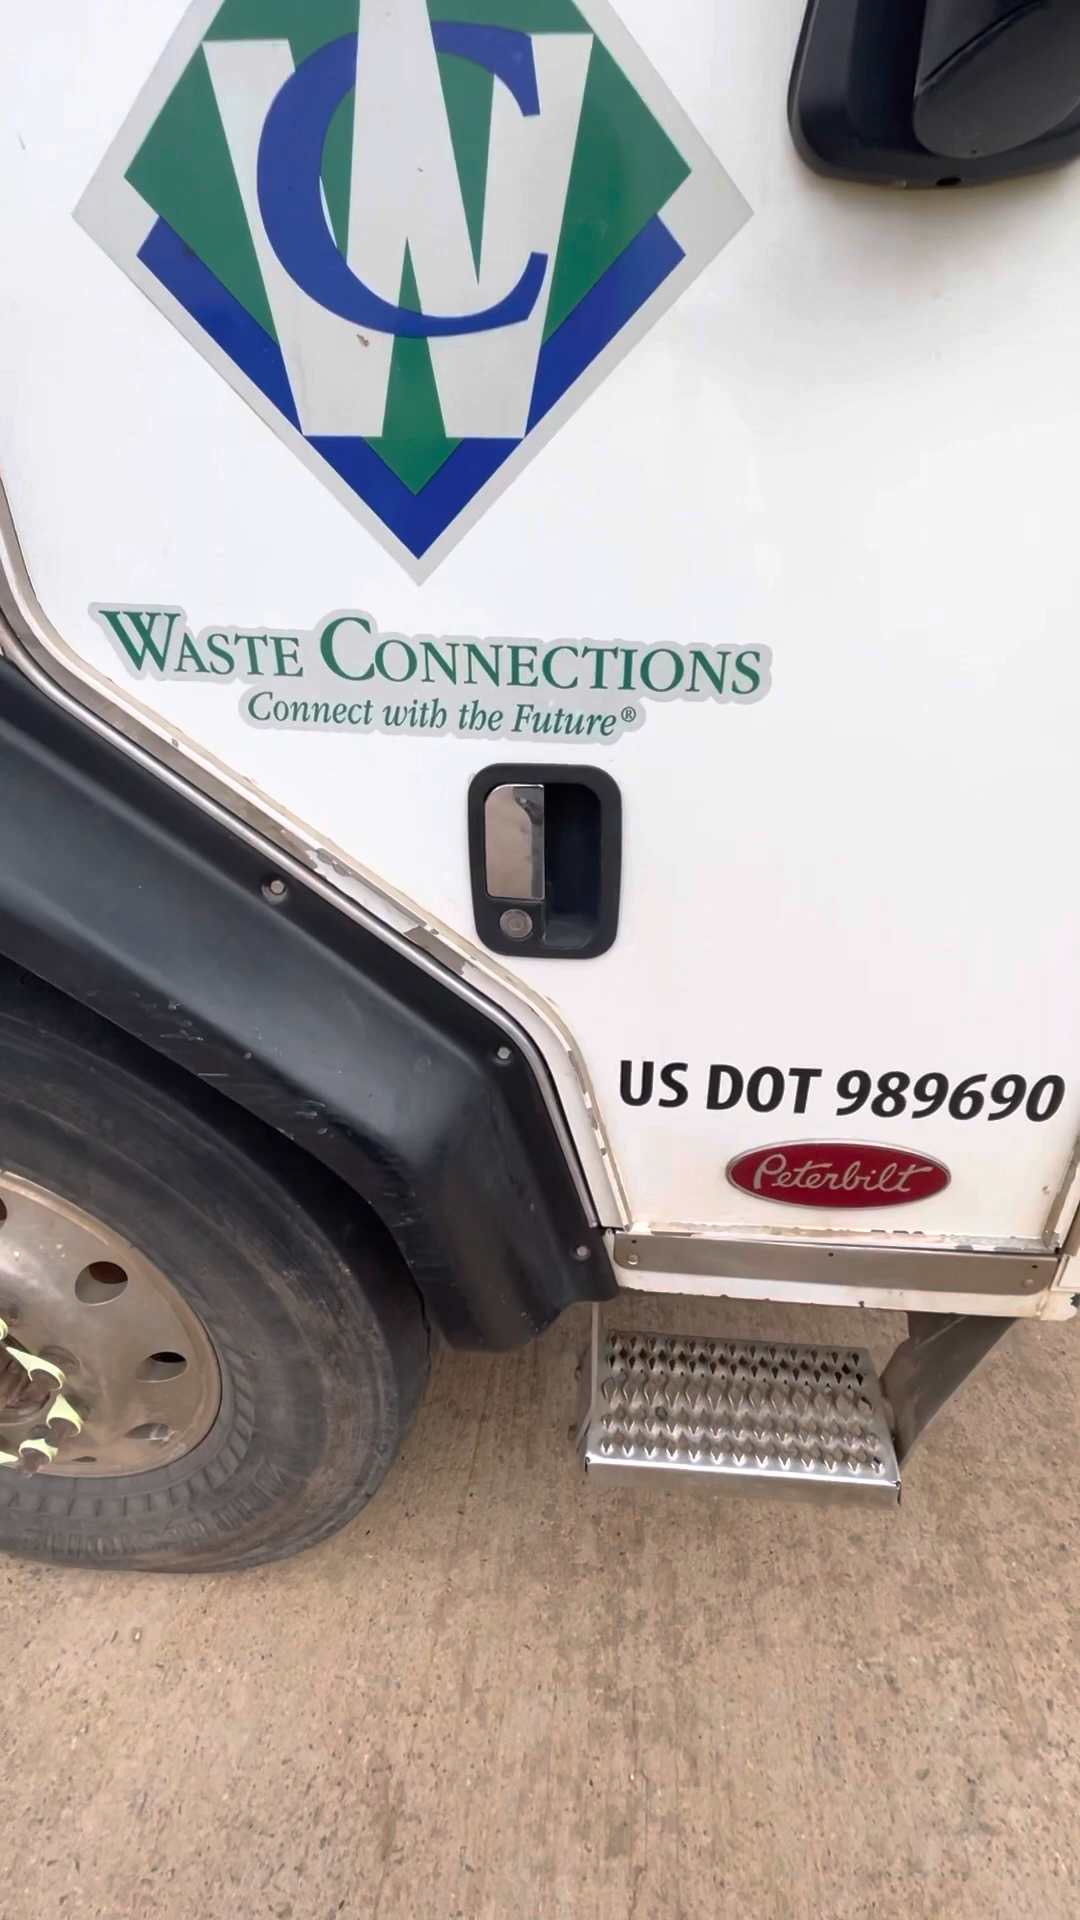 WC
WASTE CONNECTIONS
Connect with the Future®
US DOT 989690
Peterbilt